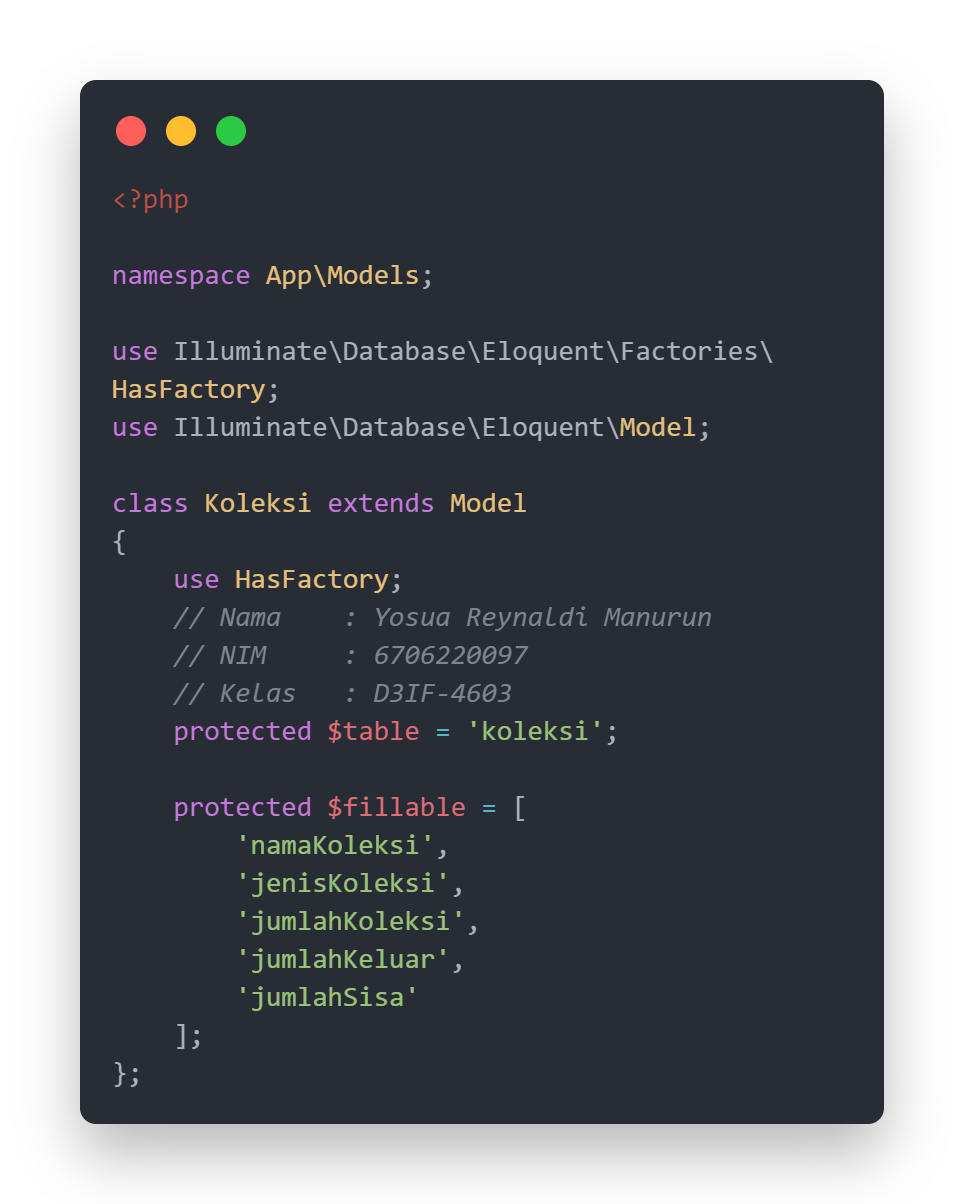 <?php

namespace App\Models;

use Illuminate\Database\Eloquent\Factories\
HasFactory;
use Illuminate\Database\Eloquent\Model;

class Koleksi extends Model
{
    use HasFactory;
    // Nama    : Yosua Reynaldi Manurun
    // NIM     : 6706220097
    // Kelas   : D3IF-4603
    protected $table = 'koleksi';

    protected $fillable = [
        'namaKoleksi',
        'jenisKoleksi',
        'jumlahKoleksi',
        'jumlahKeluar',
        'jumlahSisa'
    ];
};